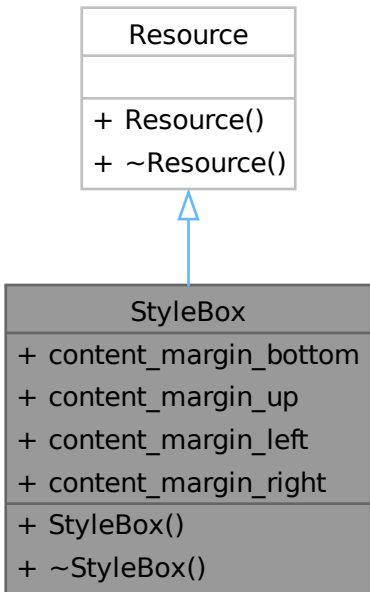 Resource
+ Resource()
+ ~Resource()
StyleBox
+ content_margin_bottom
+ content_margin_up
+ content_margin_left
+ content_margin_right
+ StyleBox()
+ ~StyleBox()